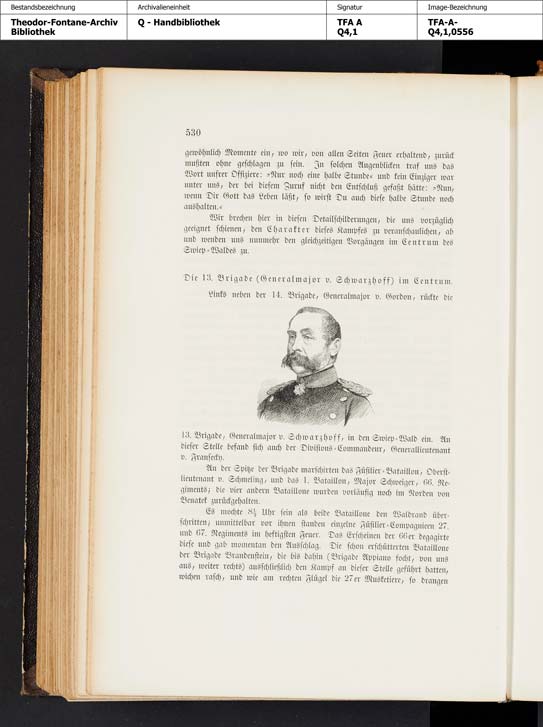 Bestandsbezeichnung
Theodor-Fontane-Archiv
Bibliothek
Archivalieneinheit
Q - Handbibliothek
Signatur
TFA A
Q4,1
Image-Bezeichnung
TFA-A-
Q4,1,0556
530
gewöhnlich Momente ein, wo wir, von allen Seiten Feuer erhaltend, zurück
mußten ohne geschlagen zu sein. In solchen Augenblicken traf uns das
Wort unsrer Offiziere: »Nur noch eine halbe Stunde« und kein Einziger war
unter uns, der bei diesem Zuruf nicht den Entschluß gefaßt hätte: »Nun,
wenn Dir Gott das Leben läßt, so wirst Du auch diese halbe Stunde noch
aushalten.«
Wir brechen hier in diesen Detailschilderungen, die uns vorzüglich
geeignet schienen, den Charakter dieses Kampfes zu veranschaulichen, ab
und wenden uns nunmehr den gleichzeitigen Vorgängen im Centrum des
Swiep-Waldes zu.
Die 13. Brigade (Generalmajor v. Schwarzhoff) im Centrum.
Links neben der 14. Brigade, Generalmajor v. Gordon, rückte die
13. Brigade, Generalmajor v. Schwarzhoff, in den Swiep-Wald ein. An
dieser Stelle befand sich auch der Divisions-Commandeur, Generallieutenant
v. Fransecky.
An der Spitze der Brigade marschirten das Füsilier-Bataillon, Oberst-
lieutenant v. Schmeling, und das 1. Bataillon, Major Schweiger, 66. Re-
giments; die vier andern Bataillone wurden vorläufig noch im Norden von
Benatek zurückgehalten.
Es mochte 8½ Uhr sein als beide Bataillone den Waldrand über-
schritten; unmittelbar vor ihnen standen einzelne Füsilier-Compagnieen 27.
und 67. Regiments im heftigsten Feuer. Das Erscheinen der 66er degagirte
diese und gab momentan den Ausschlag. Die schon erschütterten Bataillone
der Brigade Brandenstein, die bis dahin (Brigade Appiano focht, von uns
aus, weiter rechts) ausschließlich den Kampf an dieser Stelle geführt hatten,
wichen rasch, und wie am rechten Flügel die 27er Musketiere, so drangen